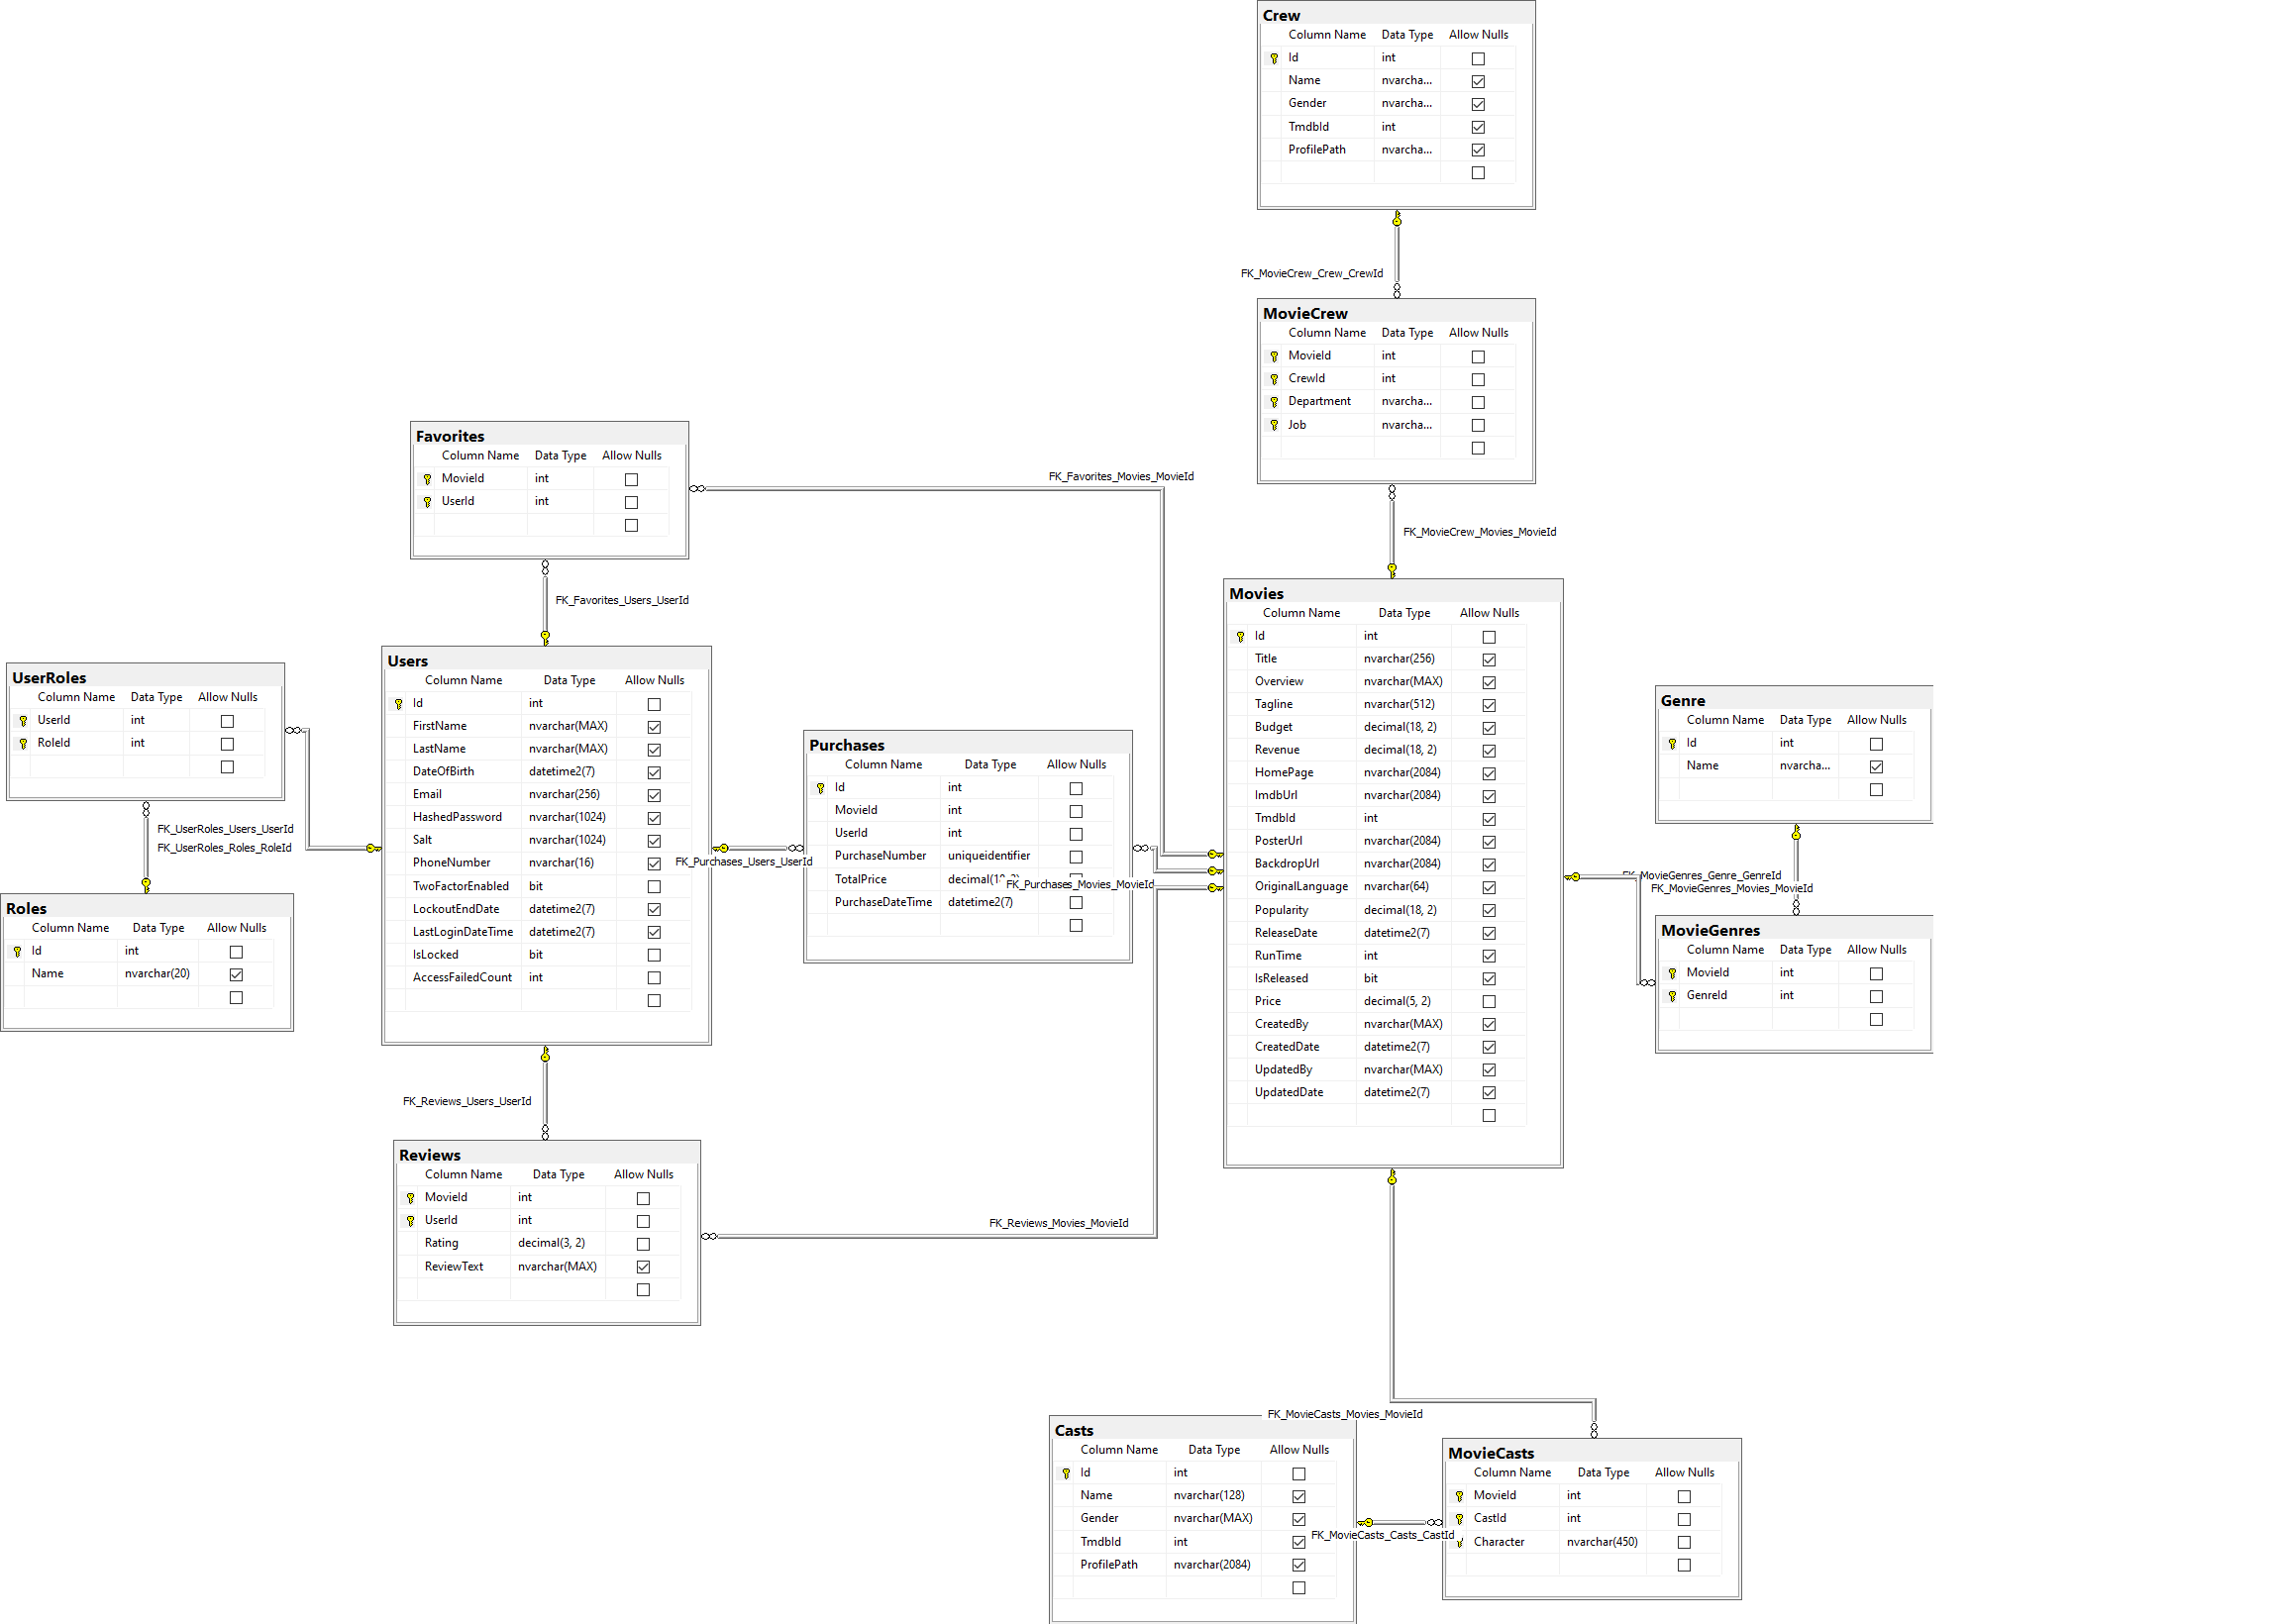 Crew
Column Name Data Type Allow Nulls
Id int
Name nvarcha...
Gender nvarcha...
TmdbId int
ProfilePath nvarcha...
FK_MovieCrew_Crew_CrewId
MovieCrew
Column Name Data Type Allow Nulls
MovieId int
CrewId int
Department nvarcha...
Job nvarcha...
FK_MovieCrew_Movies_MovieId
Favorites
Column Name Data Type Allow Nulls
MovieId int
UserId int
FK_Favorites_Movies_MovieId
FK_Favorites_Users_UserId
UserRoles
Column Name Data Type Allow Nulls
UserId int
RoleId int
FK_UserRoles_Users_UserId
FK_UserRoles_Roles_RoleId
Roles
Column Name Data Type Allow Nulls
Id int
Name nvarchar(20)
Users
Column Name Data Type Allow Nulls
Id int
FirstName nvarchar(MAX)
LastName nvarchar(MAX)
DateOfBirth datetime2(7)
Email nvarchar(256)
HashedPassword nvarchar(1024)
Salt nvarchar(1024)
PhoneNumber nvarchar(16)
TwoFactorEnabled bit
LockoutEndDate datetime2(7)
LastLoginDateTime datetime2(7)
IsLocked bit
AccessFailedCount int
FK_Purchases_Users_UserId
Purchases
Column Name Data Type Allow Nulls
Id int
MovieId int
UserId int
PurchaseNumber uniqueidentifier
TotalPrice
PurchaseDateTime datetime2(7)
FK_Purchases_Movies_MovieId
Movies
Column Name Data Type Allow Nulls
Id int
Title nvarchar(256)
Overview nvarchar(MAX)
Tagline nvarchar(512)
Budget decimal(18, 2)
Revenue decimal(18, 2)
HomePage nvarchar(2084)
ImdbUrl nvarchar(2084)
TmdbId int
PosterUrl nvarchar(2084)
BackdropUrl nvarchar(2084)
OriginalLanguage nvarchar(64)
Popularity decimal(18, 2)
ReleaseDate datetime2(7)
RunTime int
IsReleased bit
Price decimal(5, 2)
CreatedBy nvarchar(MAX)
CreatedDate datetime2(7)
UpdatedBy nvarchar(MAX)
UpdatedDate datetime2(7)
Genre
Column Name Data Type Allow Nulls
Id int
Name nvarcha...
FK_MovieGenres_Genre_GenreId
FK_MovieGenres_Movies_MovieId
MovieGenres
Column Name Data Type Allow Nulls
MovieId int
GenreId int
FK_Reviews_Users_UserId
Reviews
Column Name Data Type Allow Nulls
MovieId int
UserId int
Rating decimal(3, 2)
ReviewText nvarchar(MAX)
FK_Reviews_Movies_MovieId
FK_MovieCasts_Movies_MovieId
Casts
Column Name Data Type Allow Nulls
Id int
Name nvarchar(128)
Gender nvarchar(MAX)
TmdbId int
ProfilePath nvarchar(2084)
FK_MovieCasts_Casts_CastId
MovieCasts
Column Name Data Type Allow Nulls
MovieId int
CastId int
Character nvarchar(450)